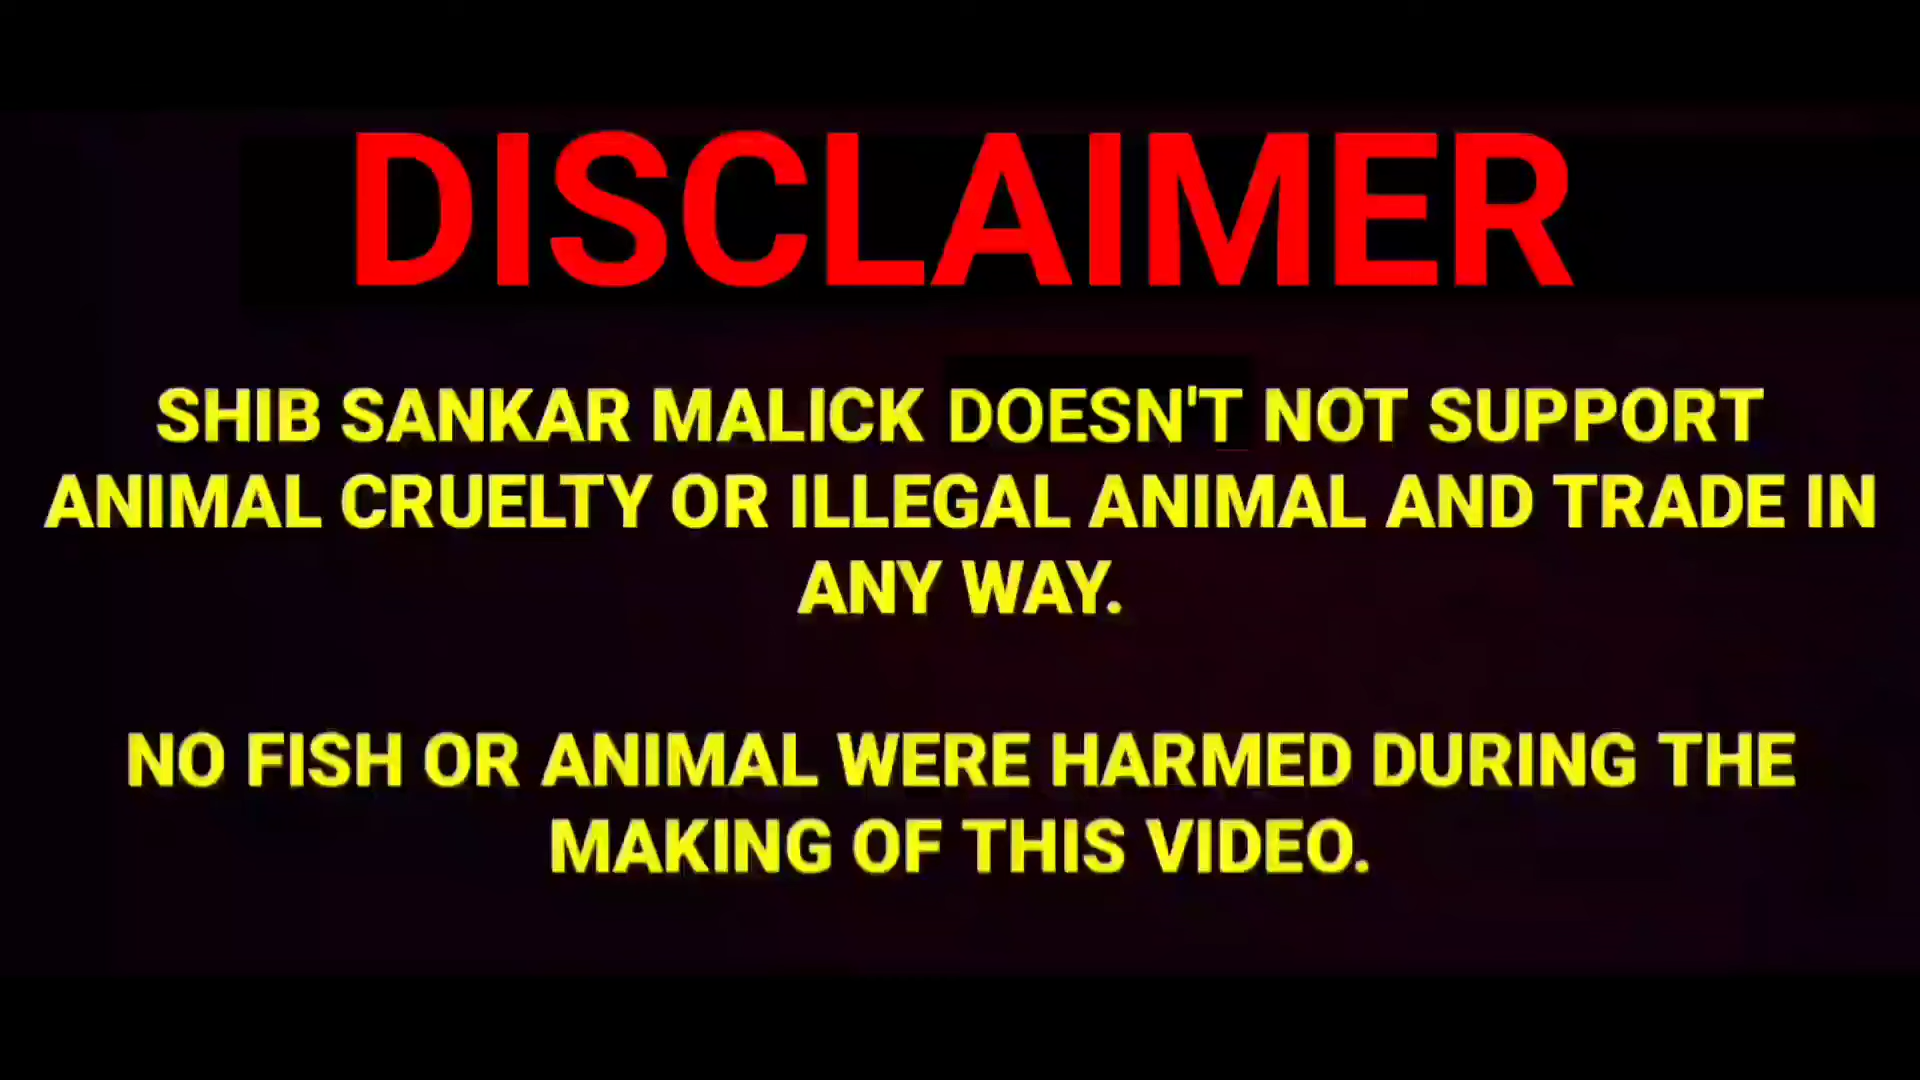 DISCLAIMER
SHIB SANKAR MALICK DOESN'T NOT SUPPORT
ANIMAL CRUELTY OR ILLEGAL ANIMAL AND TRADE IN
ANY WAY.
NO FISH OR ANIMAL WERE HARMED DURING THE
MAKING OF THIS VIDEO.